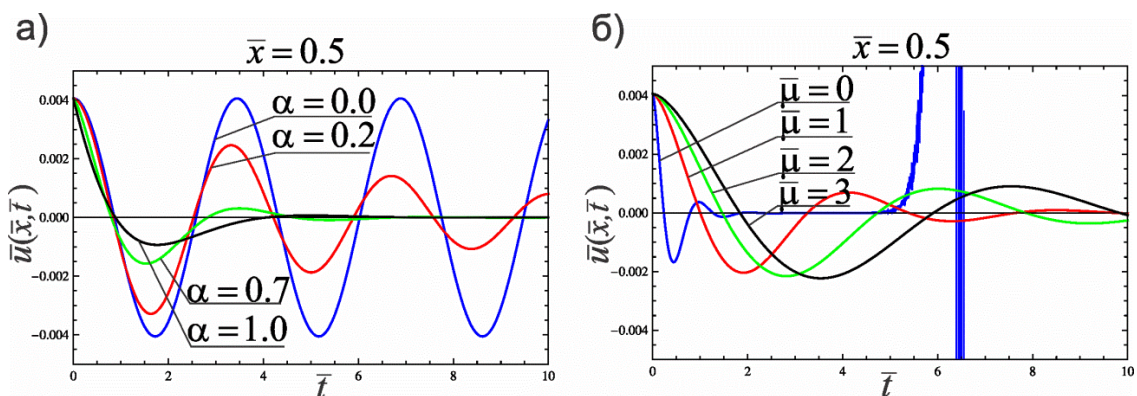 а)
x̅ = 0.5
α = 0.0
α = 0.2
α = 0.7
α = 1.0
0.004
0.002
0.000
−0.002
−0.004
0 2 4 6 8 10
u̅(x̅,t̅)
t̅
б)
x̅ = 0.5
μ̅ = 0
μ̅ = 1
μ̅ = 2
μ̅ = 3
0.004
0.002
0.000
−0.002
−0.004
0 2 4 6 8 10
u̅(x̅,t̅)
t̅